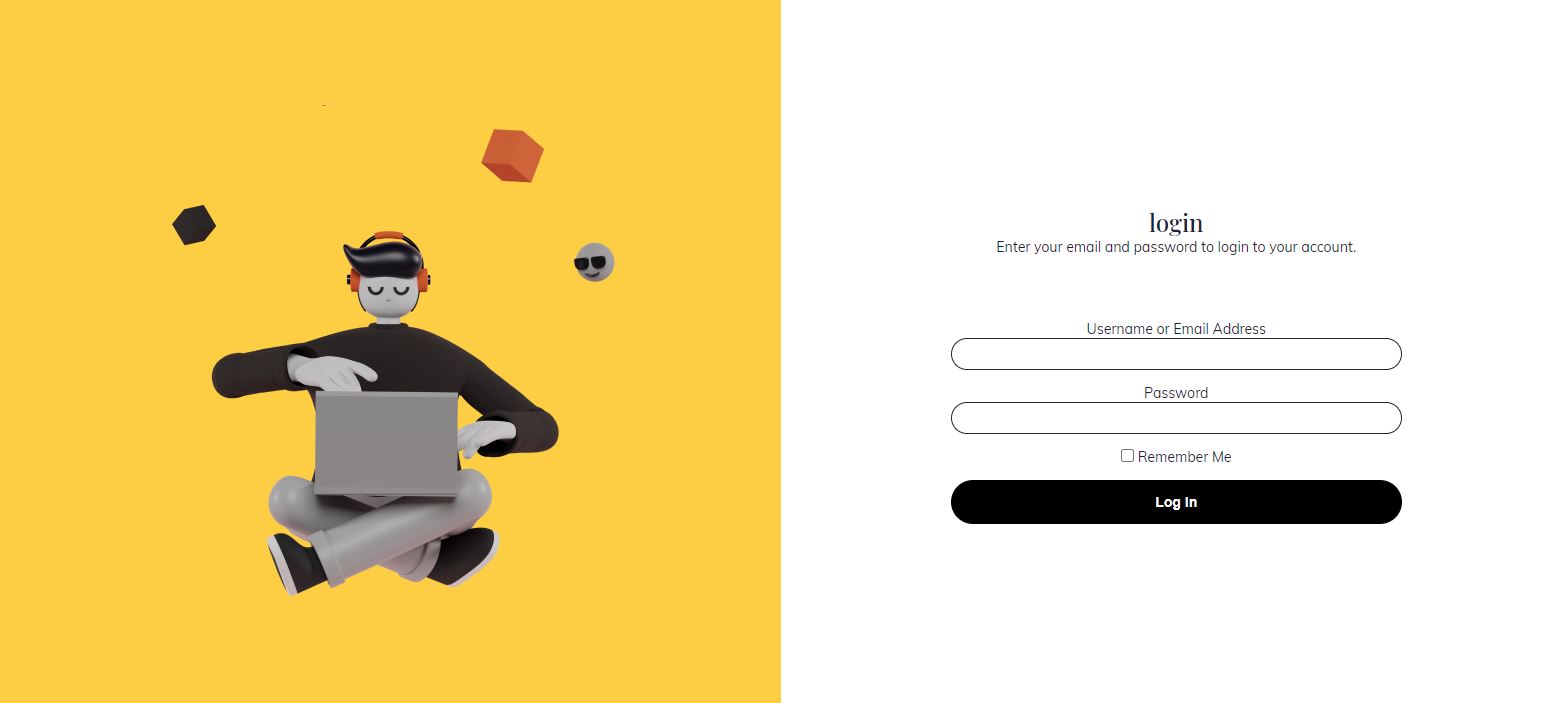 login
Enter your email and password to login to your account.
Username or Email Address
Password
Remember Me
Log In